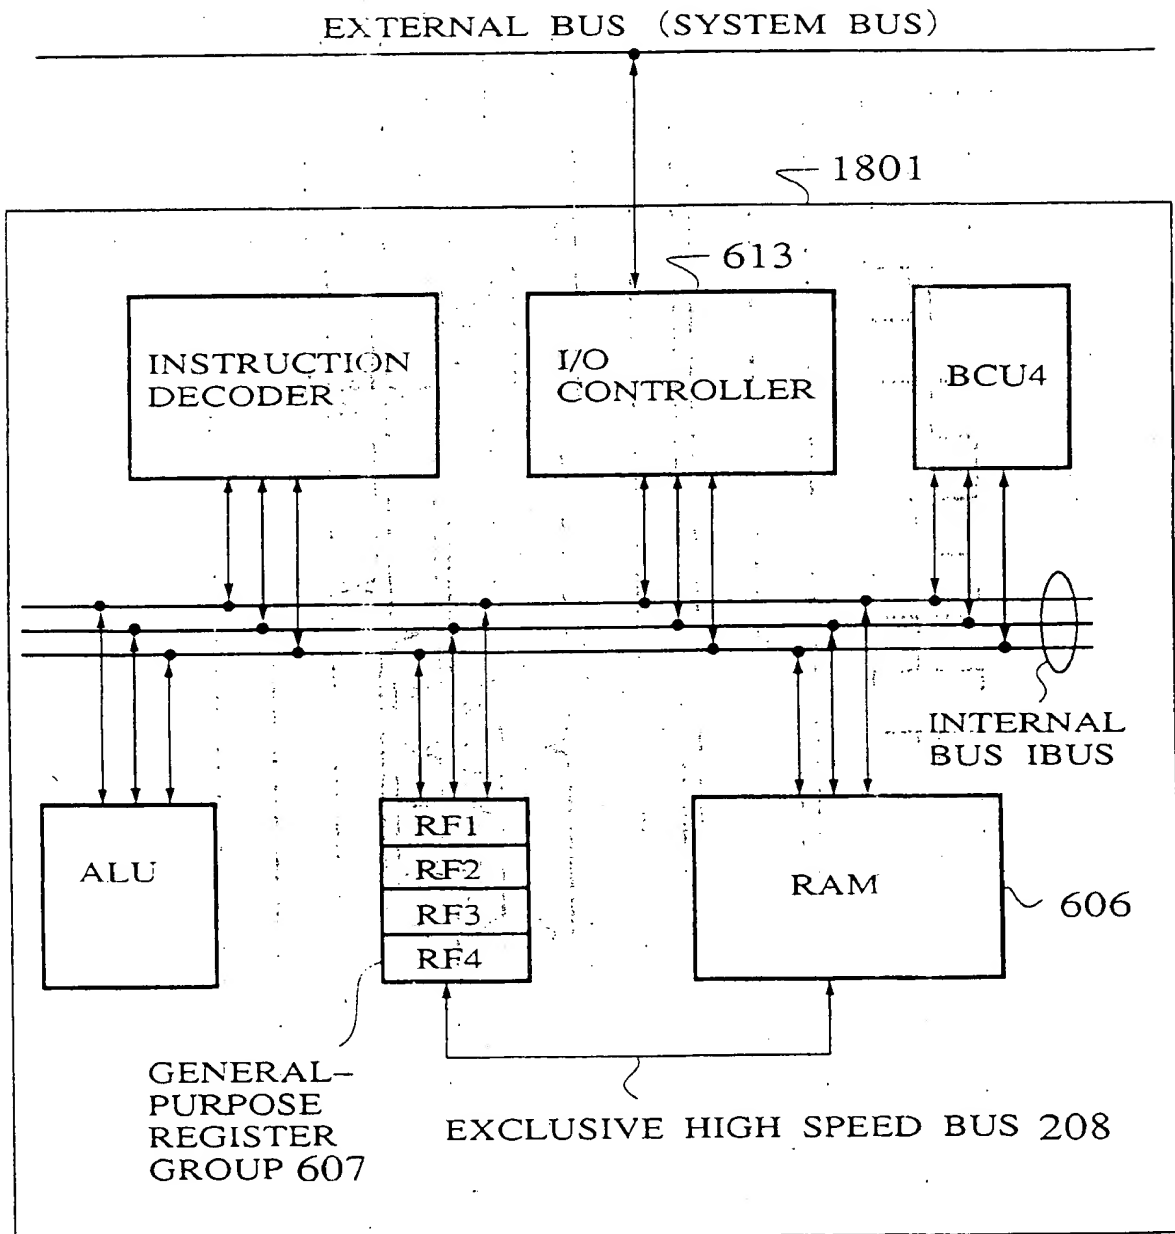 EXTERNAL BUS (SYSTEM BUS)
1801
613
INSTRUCTION
DECODER
I/O
CONTROLLER
BCU4
INTERNAL
BUS IBUS
ALU
RF1
RF2
RF3
RF4
RAM
606
GENERAL-
PURPOSE
REGISTER
GROUP 607
EXCLUSIVE HIGH SPEED BUS 208